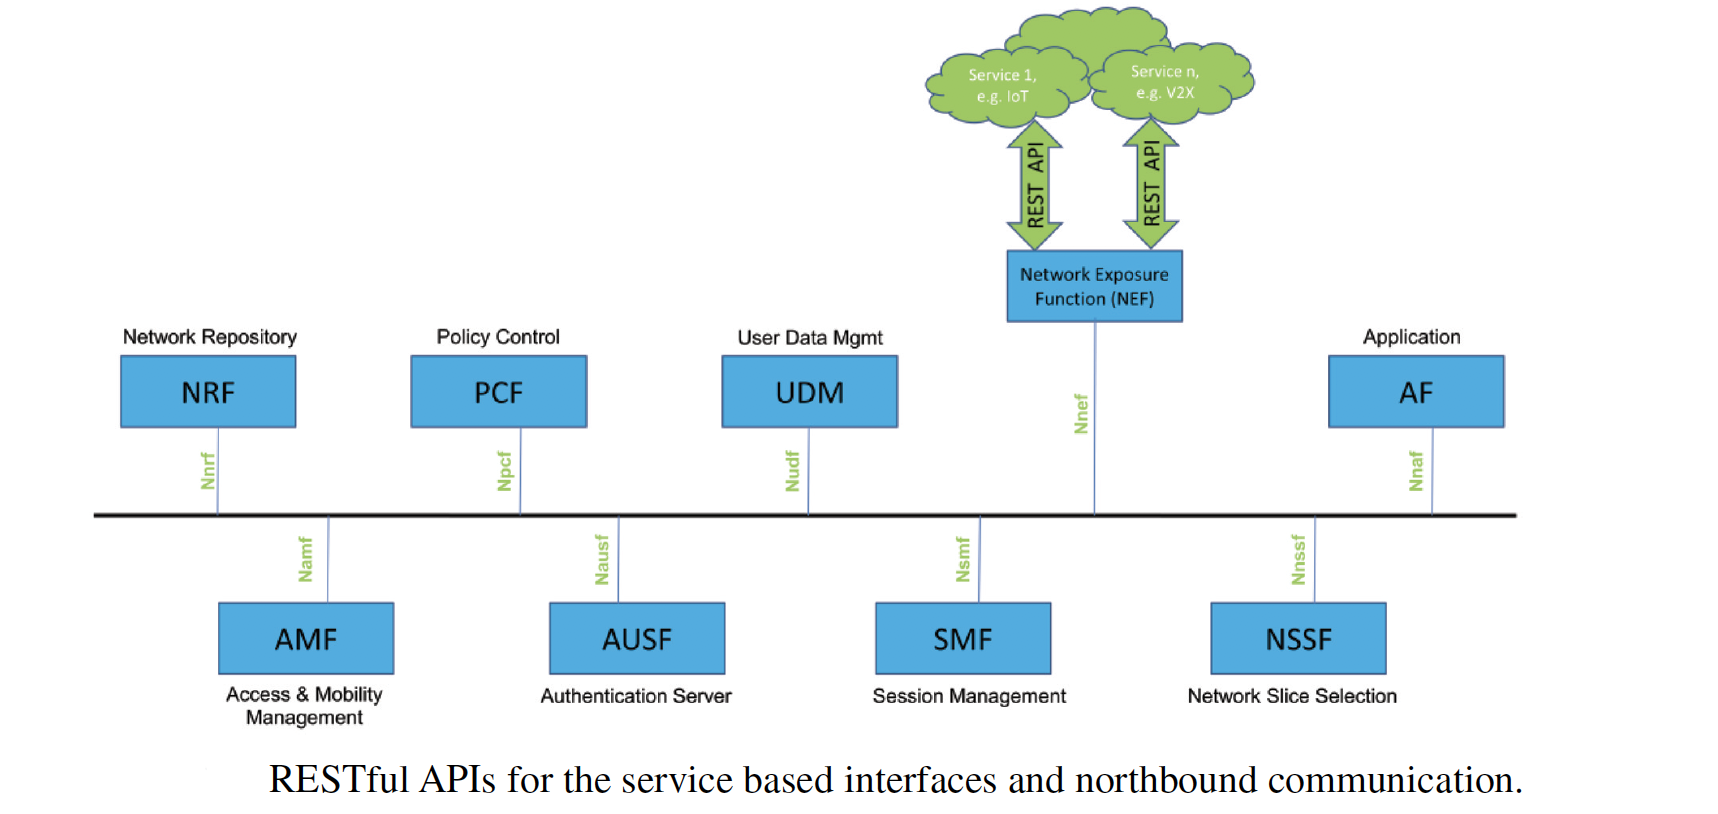 Service 1,
e.g. IoT
Service n,
e.g. V2X
REST API
REST API
Network Exposure
Function (NEF)
Network Repository
NRF
Policy Control
PCF
User Data Mgmt
UDM
Application
AF
Nnrf
Npcf
Nudf
Nnef
Nnaf
Namf
Nausf
Nsmf
Nnssf
AMF
Access & Mobility
Management
AUSF
Authentication Server
SMF
Session Management
NSSF
Network Slice Selection
RESTful APIs for the service based interfaces and northbound communication.